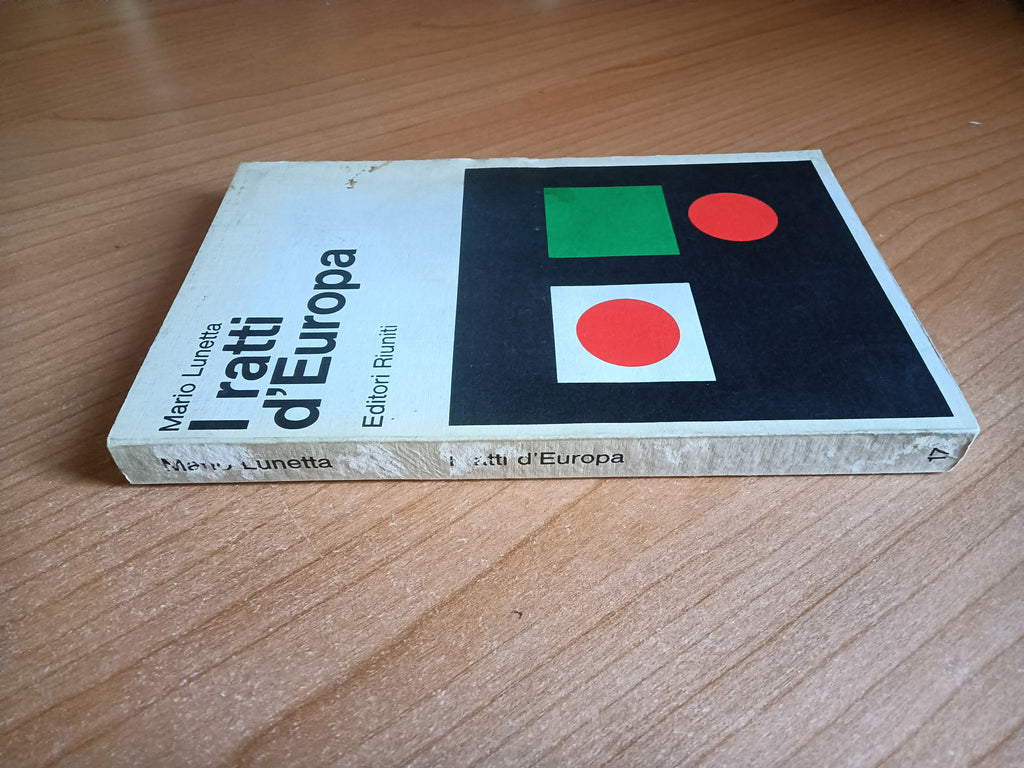 Mario Lunetta
I ratti
d'Europa
Editori Riuniti
Mario Lunetta
I ratti d'Europa
17